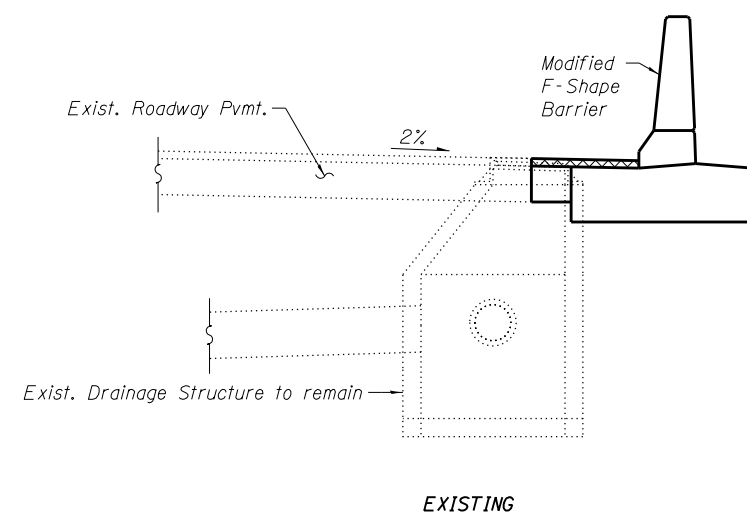 Modified
F-Shape
Barrier
Exist. Roadway Pvmt.
2%
Exist. Drainage Structure to remain
EXISTING